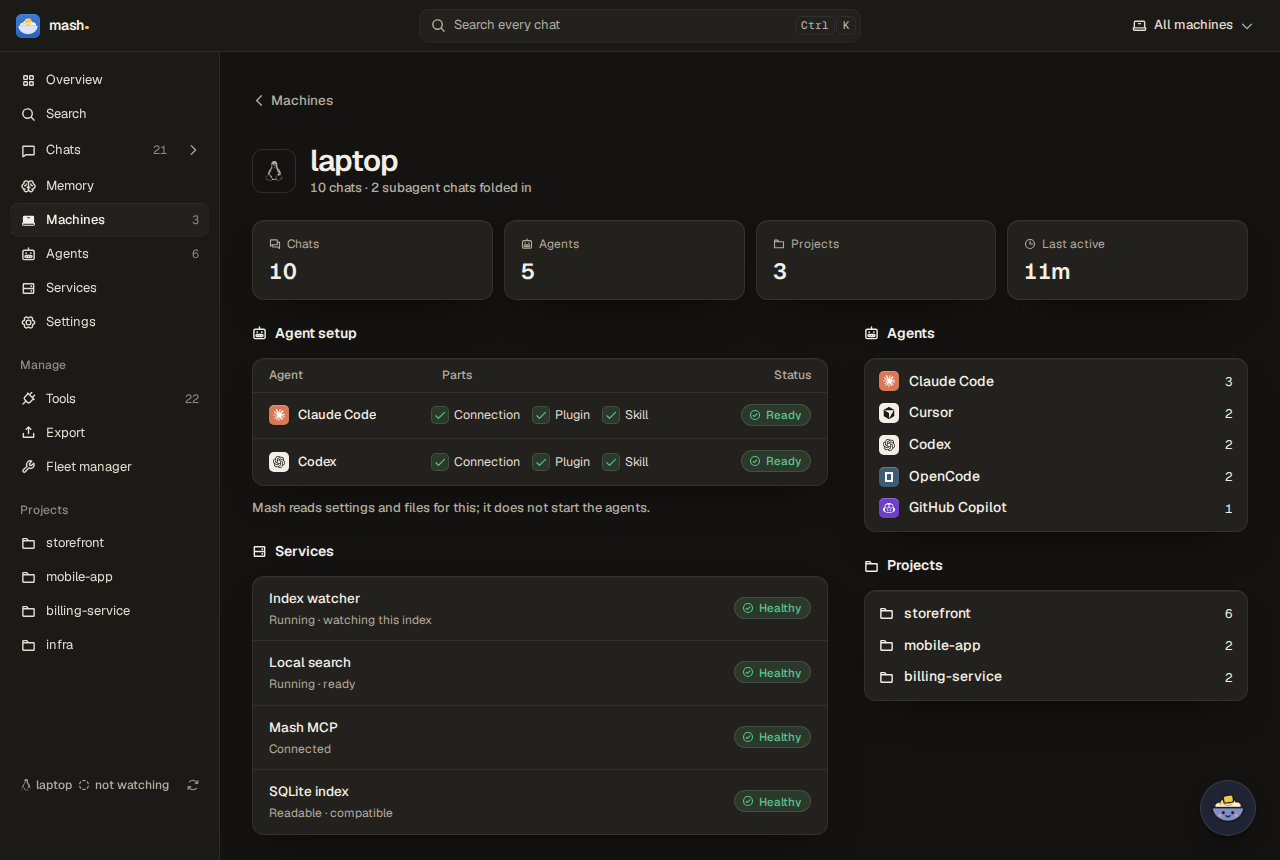 mash
Search every chat
Ctrl K
All machines
Overview
Search
Chats 21
Memory
Machines 3
Agents 6
Services
Settings
Manage
Tools 22
Export
Fleet manager
Projects
storefront
mobile-app
billing-service
infra
laptop not watching
Machines
laptop
10 chats · 2 subagent chats folded in
Chats
10
Agents
5
Projects
3
Last active
11m
Agent setup
Agent Parts Status
Claude Code Connection Plugin Skill Ready
Codex Connection Plugin Skill Ready
Mash reads settings and files for this; it does not start the agents.
Services
Index watcher
Running · watching this index
Healthy
Local search
Running · ready
Healthy
Mash MCP
Connected
Healthy
SQLite index
Readable · compatible
Healthy
Agents
Claude Code 3
Cursor 2
Codex 2
OpenCode 2
GitHub Copilot 1
Projects
storefront 6
mobile-app 2
billing-service 2